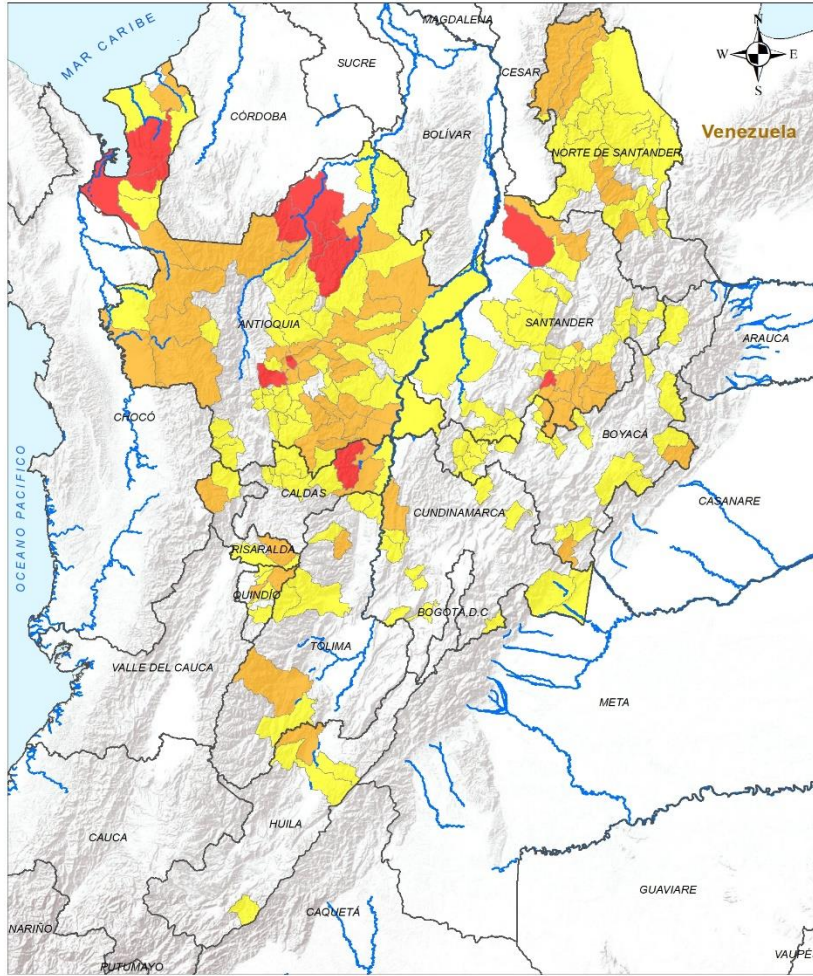 MAGDALENA
N
W E
S
MAR CARIBE
SUCRE
CESAR
CÓRDOBA
BOLÍVAR
Venezuela
NORTE DE SANTANDER
ANTIOQUIA
SANTANDER
ARAUCA
CHOCÓ
BOYACÁ
OCEANO PACIFICO
CALDAS
CUNDINAMARCA
CASANARE
RISARALDA
QUINDÍO
BOGOTÁ D.C
TOLIMA
VALLE DEL CAUCA
META
HUILA
CAUCA
GUAVIARE
CAQUETÁ
NARIÑO
VAUPÉ
PUTUMAYO